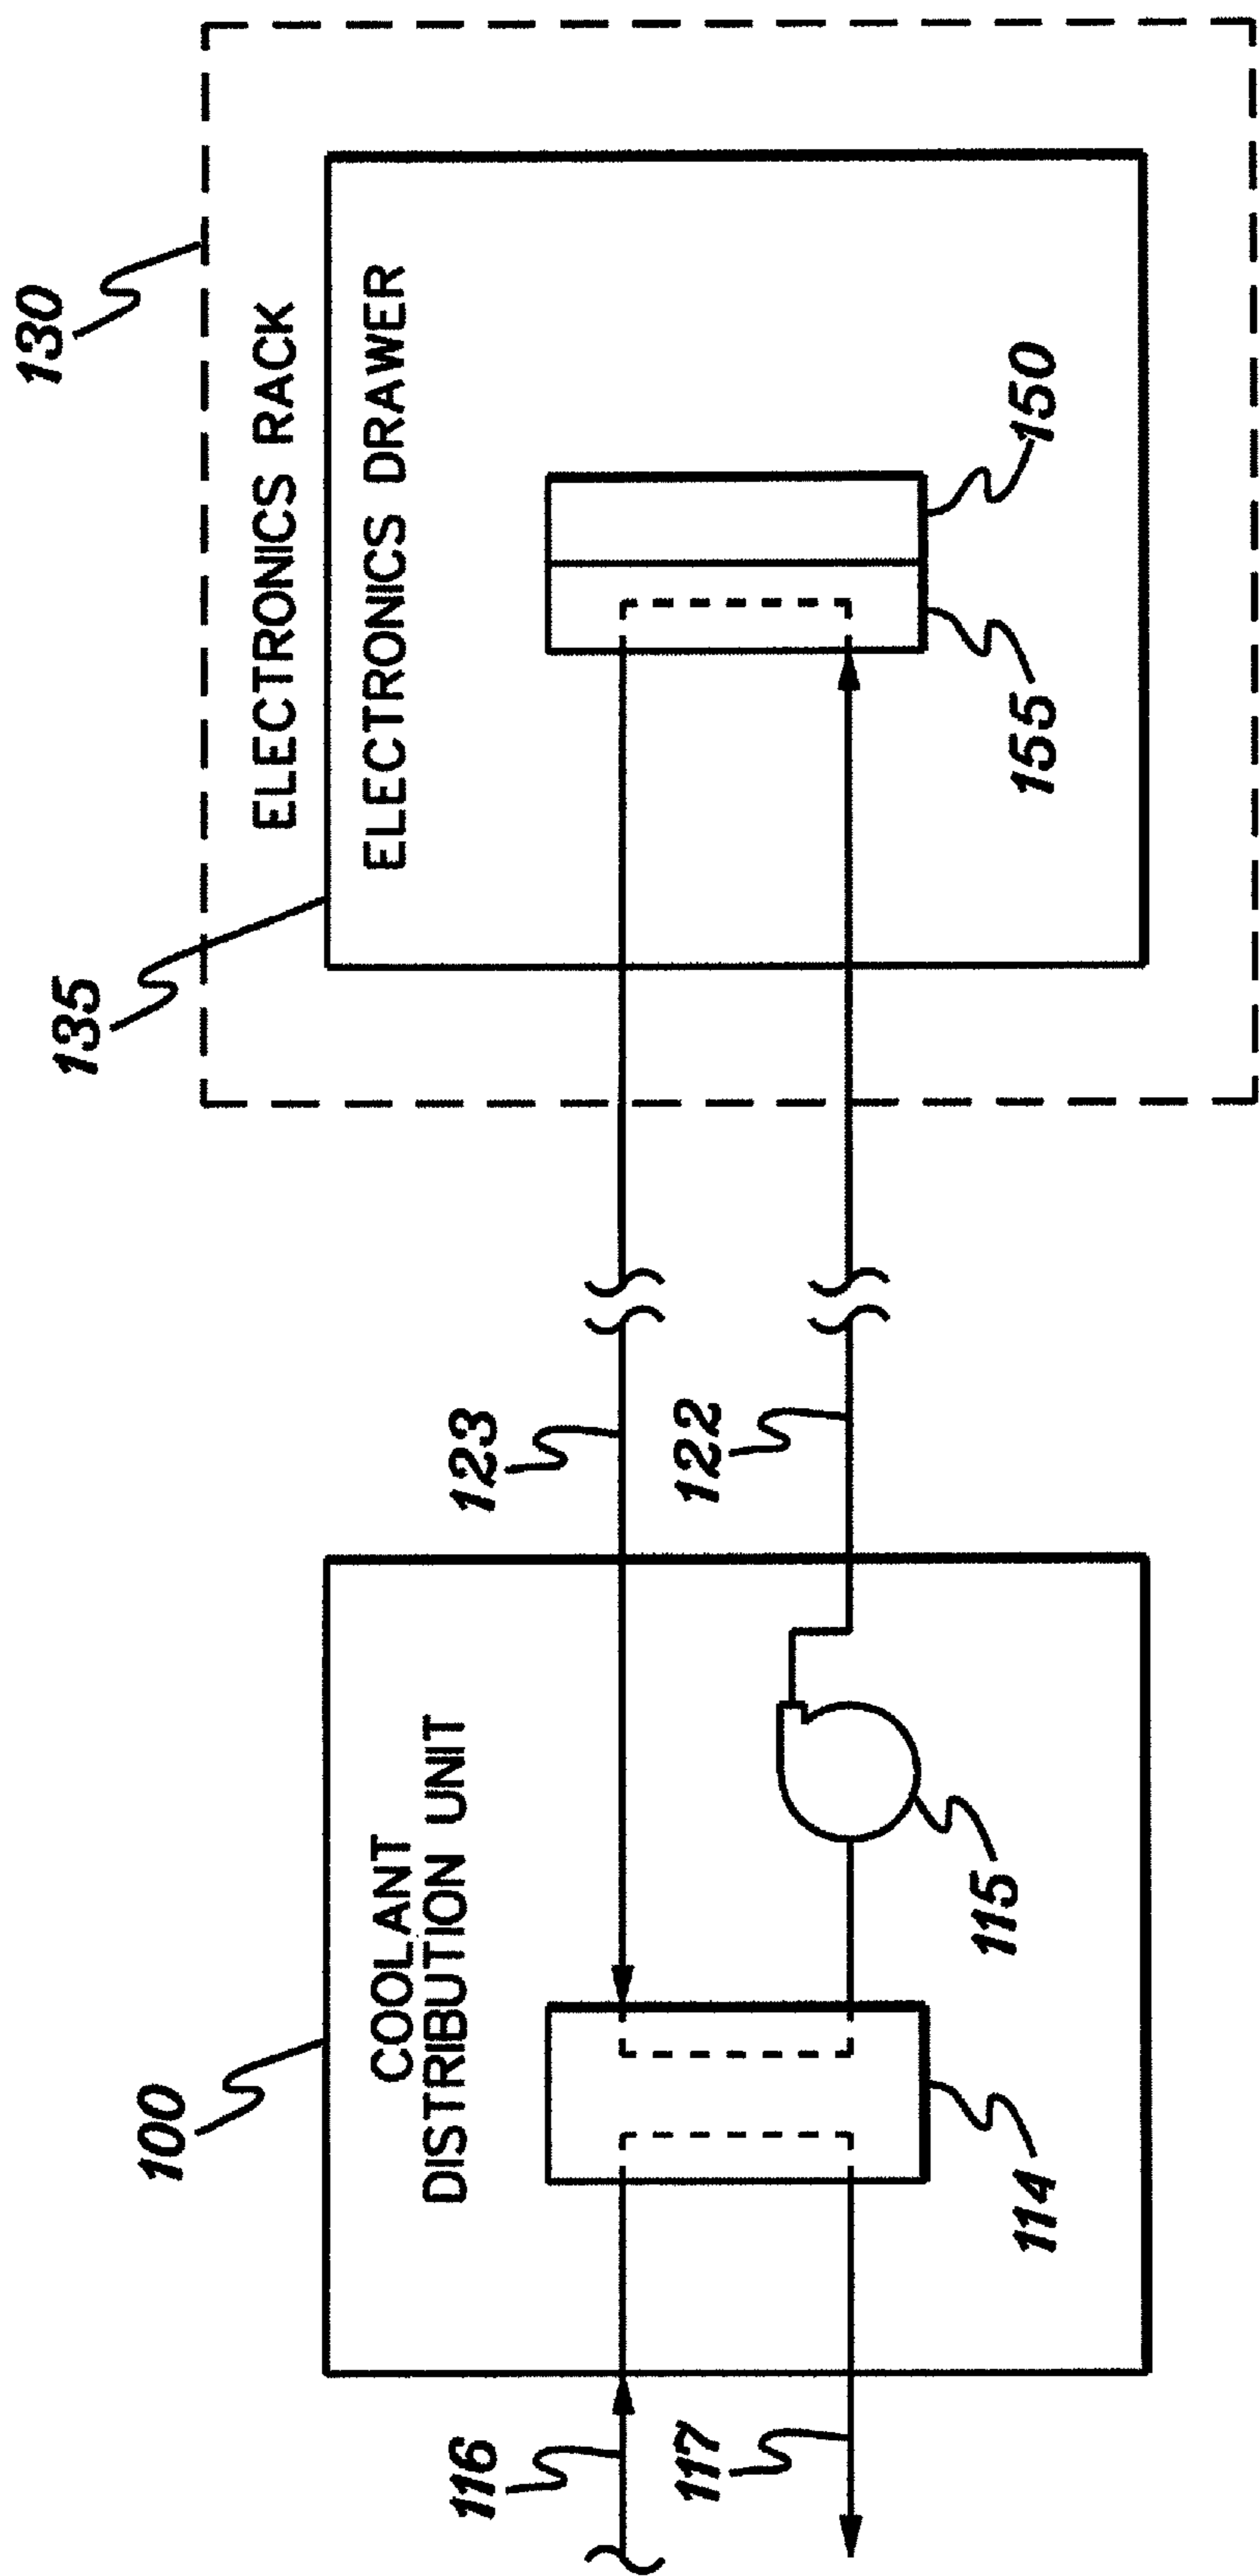 100
COOLANT
DISTRIBUTION UNIT
116
117
114
115
123
122
135
130
ELECTRONICS RACK
ELECTRONICS DRAWER
155
150